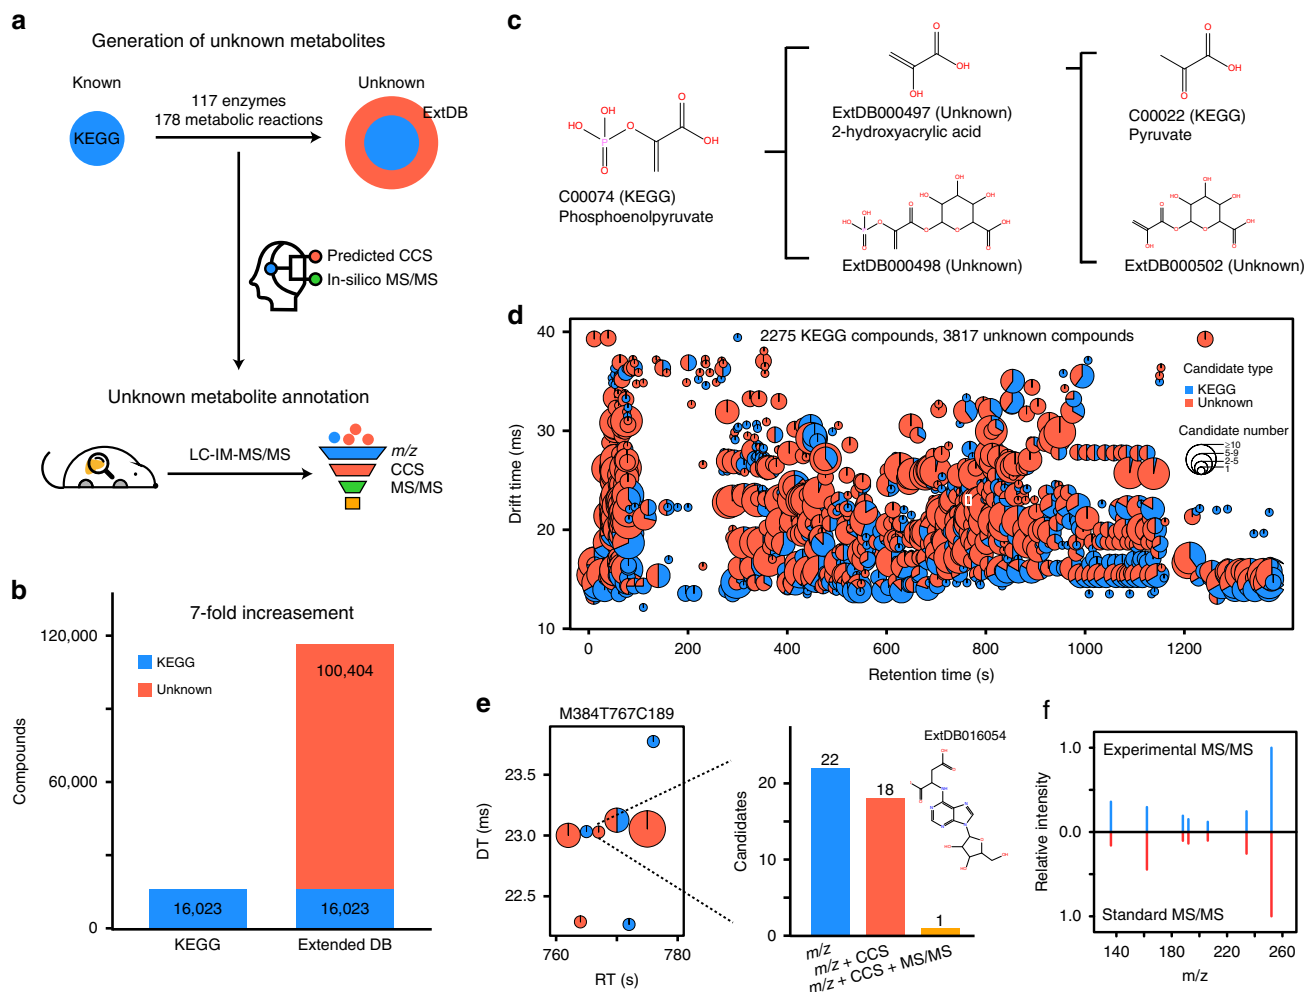 a
Generation of unknown metabolites
Known
Unknown
117 enzymes
178 metabolic reactions
KEGG
ExtDB
Predicted CCS
In-silico MS/MS
Unknown metabolite annotation
LC-IM-MS/MS
m/z
CCS
MS/MS
b
7-fold increasement
120,000
60,000
0
Compounds
KEGG
Unknown
100,404
16,023
16,023
KEGG
Extended DB
c
HO
OH
P
O
O
O
OH
C00074 (KEGG)
Phosphoenolpyruvate
O
OH
OH
ExtDB000497 (Unknown)
2-hydroxyacrylic acid
O
OH
O
C00022 (KEGG)
Pyruvate
ExtDB000498 (Unknown)
ExtDB000502 (Unknown)
d
2275 KEGG compounds, 3817 unknown compounds
40
30
20
10
Drift time (ms)
0
200
400
600
800
1000
1200
Retention time (s)
Candidate type
KEGG
Unknown
Candidate number
≥10
5-9
2-5
1
e
M384T767C189
23.5
23.0
22.5
DT (ms)
760
780
RT (s)
20
10
0
Candidates
22
18
1
m/z
m/z + CCS
m/z + CCS + MS/MS
ExtDB016054
f
Experimental MS/MS
Standard MS/MS
1.0
0.0
1.0
Relative intensity
140
180
220
260
m/z